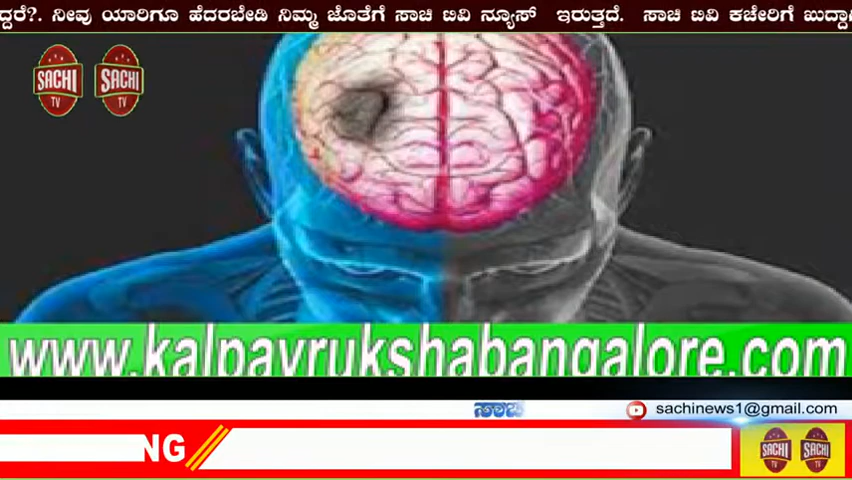 ದ್ದರೆ?. ನೀವು ಯಾರಿಗೂ ಹೆದರಬೇಡಿ ನಿಮ್ಮ ಜೊತೆಗೆ ಸಾಚಿ ಟಿವಿ ನ್ಯೂಸ್ ಇರುತ್ತದೆ. ಸಾಚಿ ಟಿವಿ ಕಚೇರಿಗೆ ಖುದ್ದಾಗಿ
SACHI TV SACHI TV
www.kalpavrukshabangalore.com
ಸಾಚಿ sachinews1@gmail.com
NG
SACHI TV SACHI TV